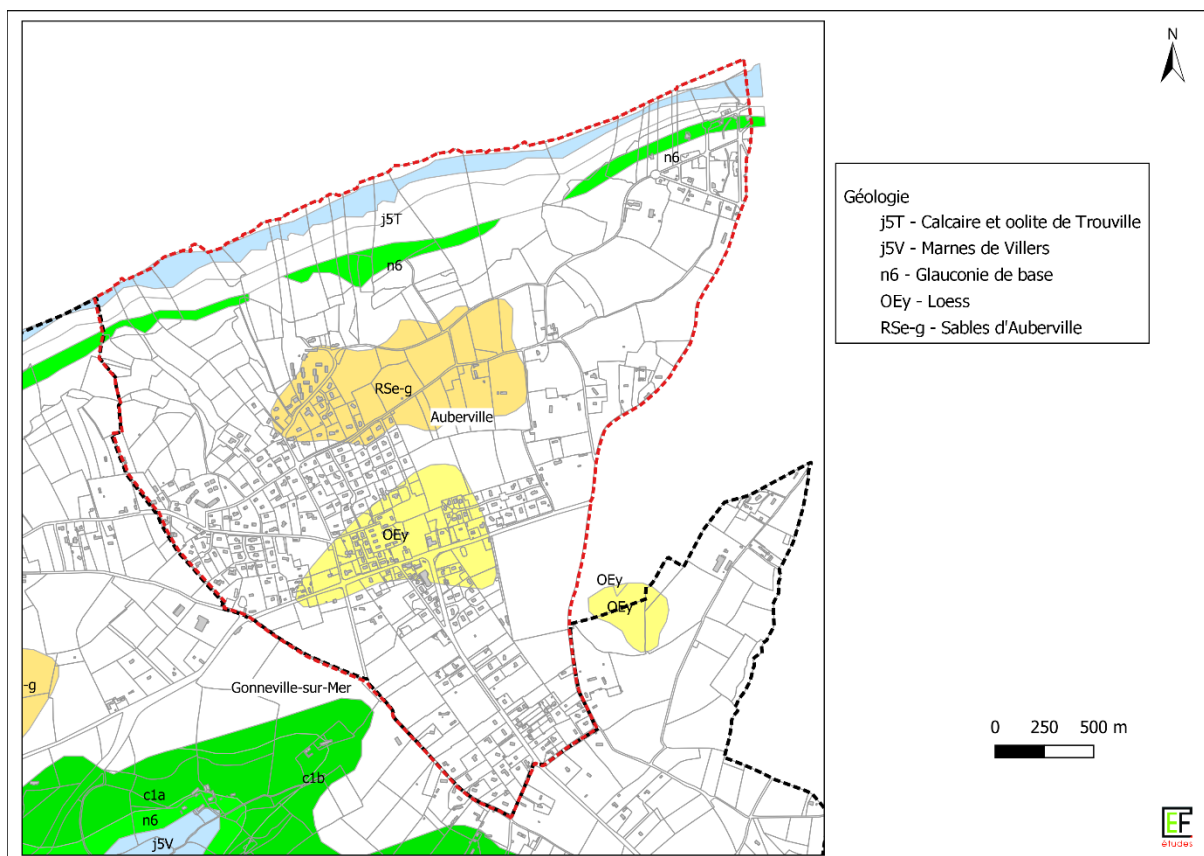 N
n6
j5T
n6
RSe-g
Auberville
OEy
OEy
OEy
-g
Gonneville-sur-Mer
c1b
c1a
n6
j5V
Géologie
j5T - Calcaire et oolite de Trouville
j5V - Marnes de Villers
n6 - Glauconie de base
OEy - Loess
RSe-g - Sables d'Auberville
0 250 500 m
EF
études